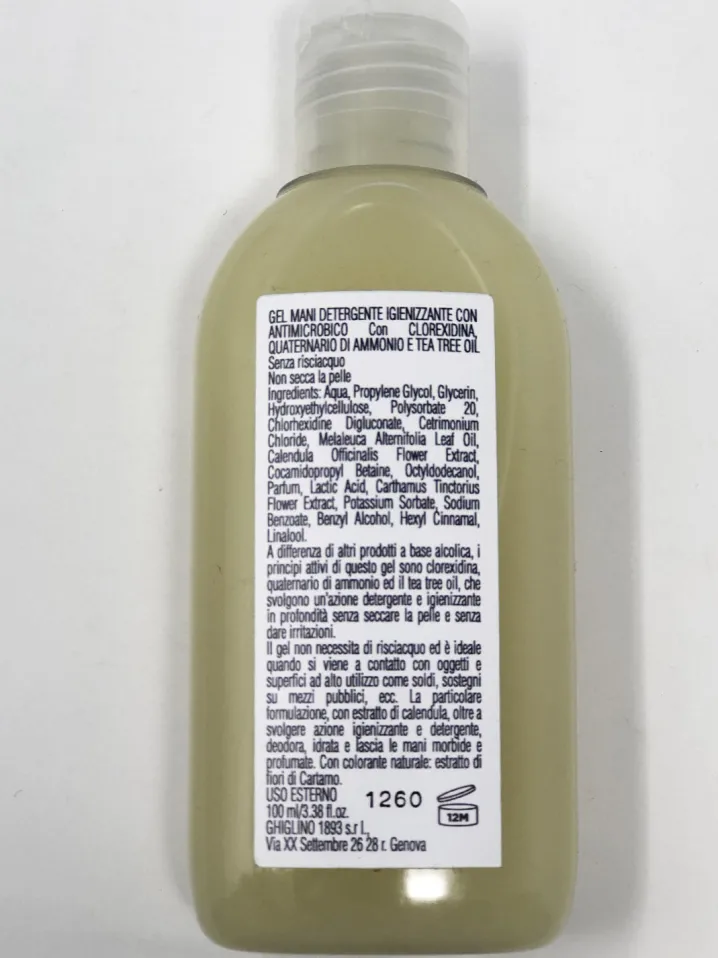 GEL MANI DETERGENTE IGIENIZZANTE CON
ANTIMICROBICO Con CLOREXIDINA,
QUATERNARIO DI AMMONIO E TEA TREE OIL
Senza risciacquo
Non secca la pelle
Ingredients: Aqua, Propylene Glycol, Glycerin,
Hydroxyethylcellulose, Polysorbate 20,
Chlorhexidine Digluconate, Cetrimonium
Chloride, Melaleuca Alternifolia Leaf Oil,
Calendula Officinalis Flower Extract,
Cocamidopropyl Betaine, Octyldodecanol,
Parfum, Lactic Acid, Carthamus Tinctorius
Flower Extract, Potassium Sorbate, Sodium
Benzoate, Benzyl Alcohol, Hexyl Cinnamal,
Linalool.
A differenza di altri prodotti a base alcolica, i
principi attivi di questo gel sono clorexidina,
quaternario di ammonio ed il tea tree oil, che
svolgono un'azione detergente e igienizzante
in profondità senza seccare la pelle e senza
dare irritazioni.
Il gel non necessita di risciacquo ed è ideale
quando si viene a contatto con oggetti e
superfici ad alto utilizzo come soldi, sostegni
su mezzi pubblici, ecc. La particolare
formulazione, con estratto di calendula, oltre a
svolgere azione igienizzante e detergente,
deodora, idrata e lascia le mani morbide e
profumate. Con colorante naturale: estratto di
fiori di Cartamo.
USO ESTERNO 1260
100 ml/3.38 fl.oz. 12M
GHIGLINO 1893 s.r L,
Via XX Settembre 26 28 r. Genova